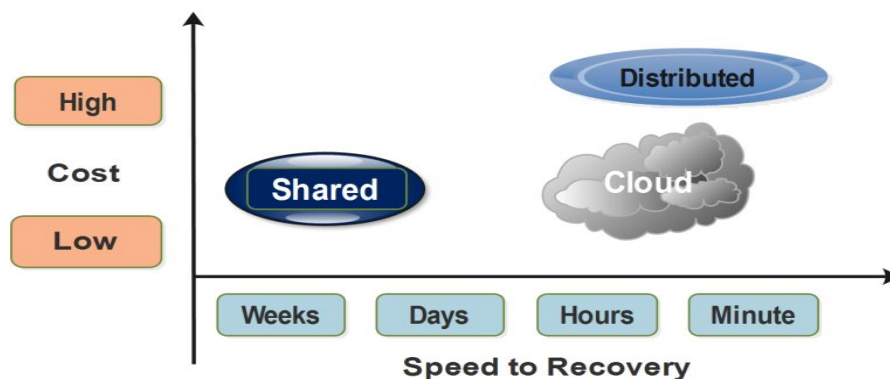 Distributed
High
Cost
Shared
Cloud
Low
Weeks
Days
Hours
Minute
Speed to Recovery